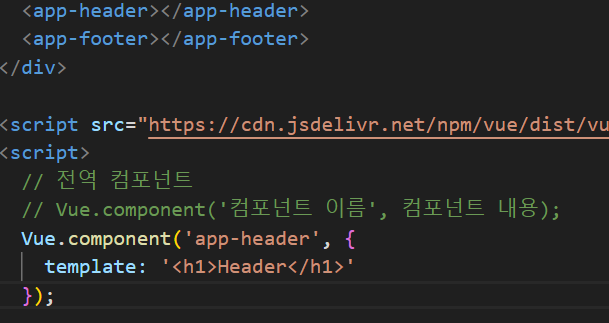 <app-header></app-header>
<app-footer></app-footer>
</div>
<script src="https://cdn.jsdelivr.net/npm/vue/dist/vu
<script>
// 전역 컴포넌트
// Vue.component('컴포넌트 이름', 컴포넌트 내용);
Vue.component('app-header', {
template: '<h1>Header</h1>'
});